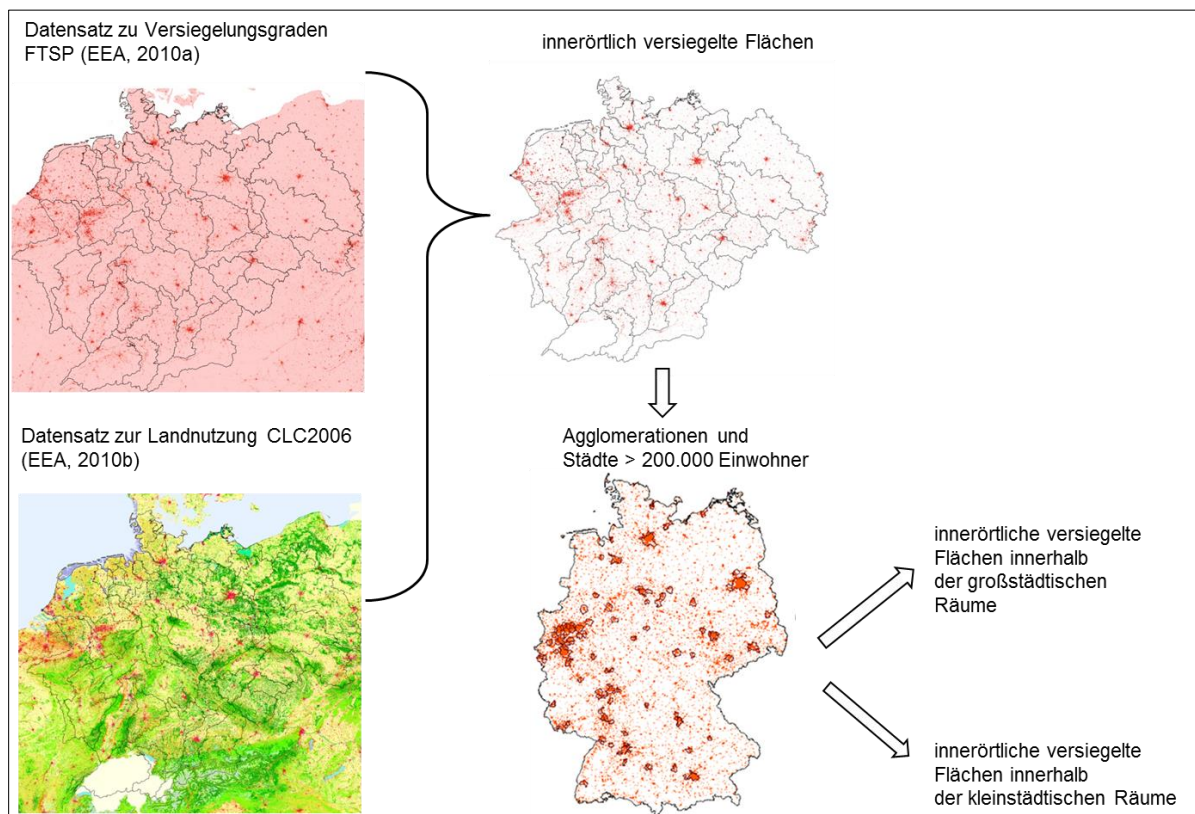 Datensatz zu Versiegelungsgraden
FTSP (EEA, 2010a)
innerörtlich versiegelte Flächen
Datensatz zur Landnutzung CLC2006
(EEA, 2010b)
Agglomerationen und
Städte > 200.000 Einwohner
innerörtliche versiegelte
Flächen innerhalb
der großstädtischen
Räume
innerörtliche versiegelte
Flächen innerhalb
der kleinstädtischen Räume